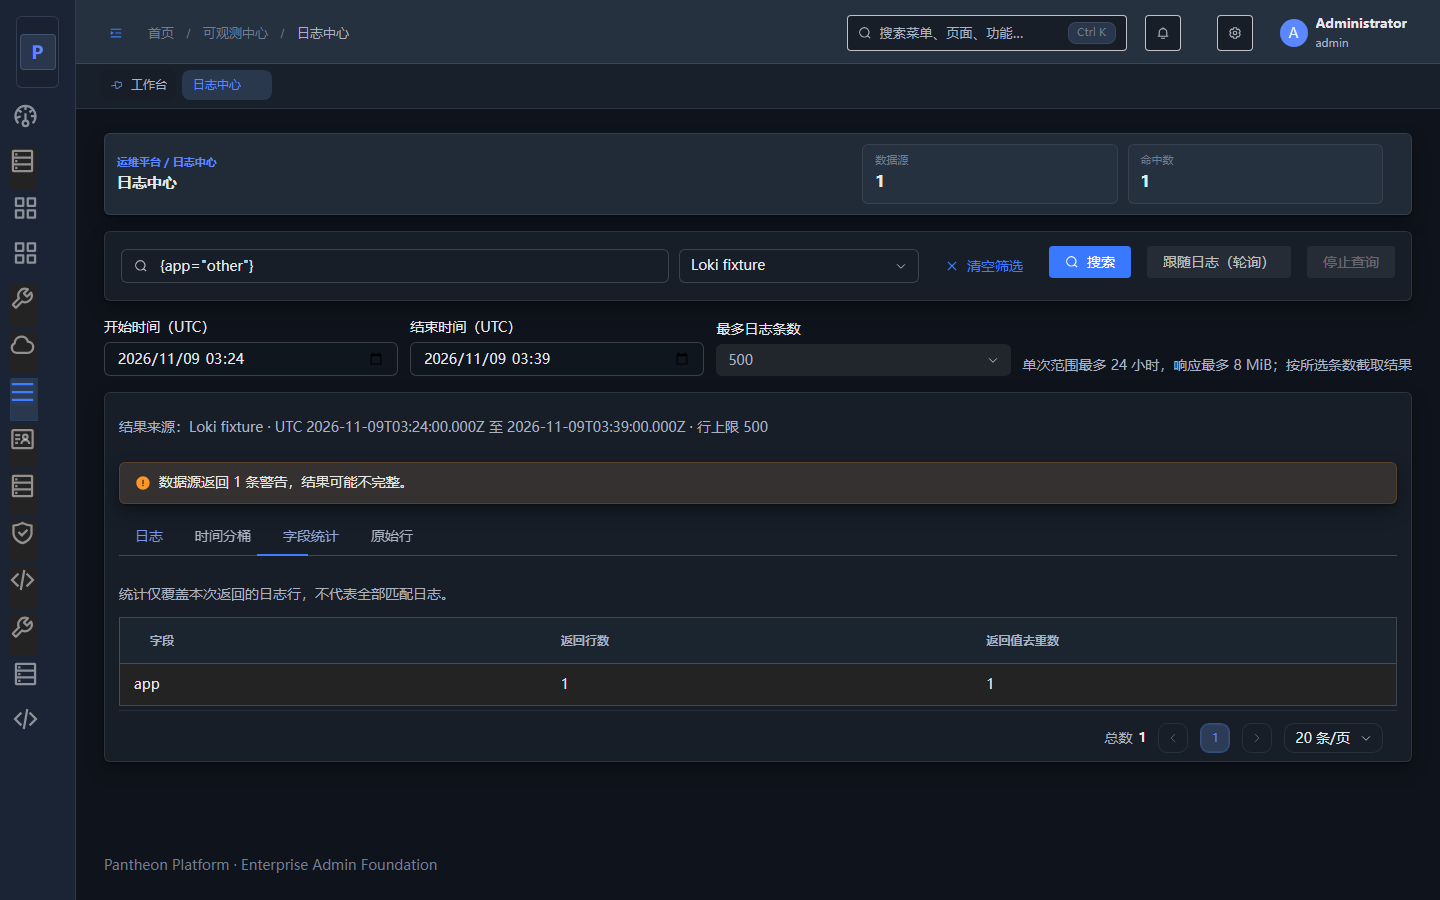 P
首页 / 可观测中心 / 日志中心
搜索菜单、页面、功能... Ctrl K
A
Administrator
admin
工作台
日志中心
运维平台 / 日志中心
日志中心
数据源
1
命中数
1
{app="other"}
Loki fixture
清空筛选
搜索
跟随日志（轮询）
停止查询
开始时间（UTC）
结束时间（UTC）
最多日志条数
2026/11/09 03:24
2026/11/09 03:39
500
单次范围最多 24 小时，响应最多 8 MiB；按所选条数截取结果
结果来源：Loki fixture · UTC 2026-11-09T03:24:00.000Z 至 2026-11-09T03:39:00.000Z · 行上限 500
数据源返回 1 条警告，结果可能不完整。
日志 时间分桶 字段统计 原始行
统计仅覆盖本次返回的日志行，不代表全部匹配日志。
字段 返回行数 返回值去重数
app 1 1
总数 1
1
20 条/页
Pantheon Platform · Enterprise Admin Foundation